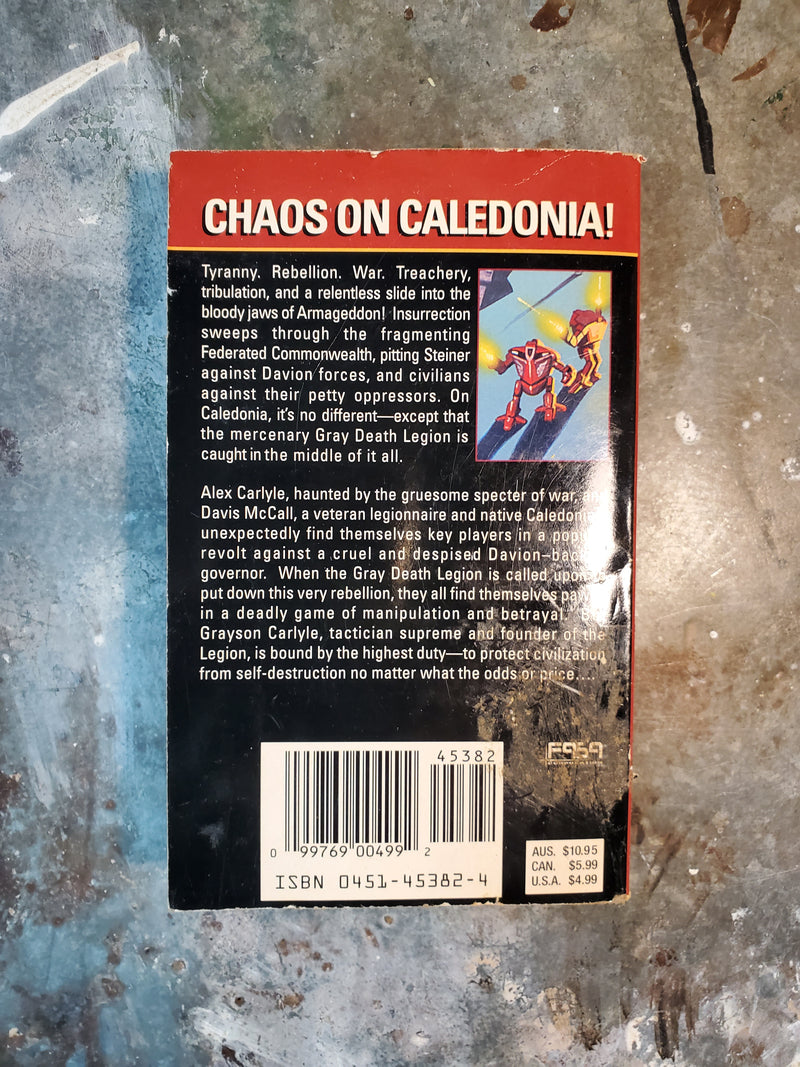 CHAOS ON CALEDONIA!
Tyranny. Rebellion. War. Treachery,
tribulation, and a relentless slide into the
bloody jaws of Armageddon! Insurrection
sweeps through the fragmenting
Federated Commonwealth, pitting Steiner
against Davion forces, and civilians
against their petty oppressors. On
Caledonia, it's no different—except that
the mercenary Gray Death Legion is
caught in the middle of it all.
Alex Carlyle, haunted by the gruesome specter of war,
Davis McCall, a veteran legionnaire and native
unexpectedly find themselves key players in a
revolt against a cruel and despised
governor. When the Gray Death Legion is called
put down this very rebellion, they all find themselves
in a deadly game of manipulation and betrayal.
Grayson Carlyle, tactician supreme and founder of the
Legion, is bound by the highest duty—to protect civilization
from self-destruction no matter what the odds or price....
FASA
CORPORATION
45382
0 99769 00499 2
ISBN 0451-45382-4
AUS. $10.95
CAN. $5.99
U.S.A. $4.99